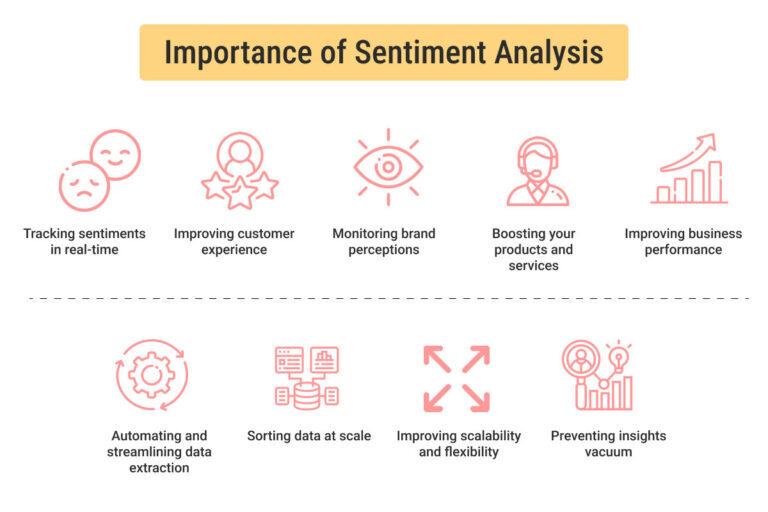 Importance of Sentiment Analysis
Tracking sentiments
in real-time
Improving customer
experience
Monitoring brand
perceptions
Boosting your
products and
services
Improving business
performance
Automating and
streamlining data
extraction
Sorting data at scale
Improving scalability
and flexibility
Preventing insights
vacuum